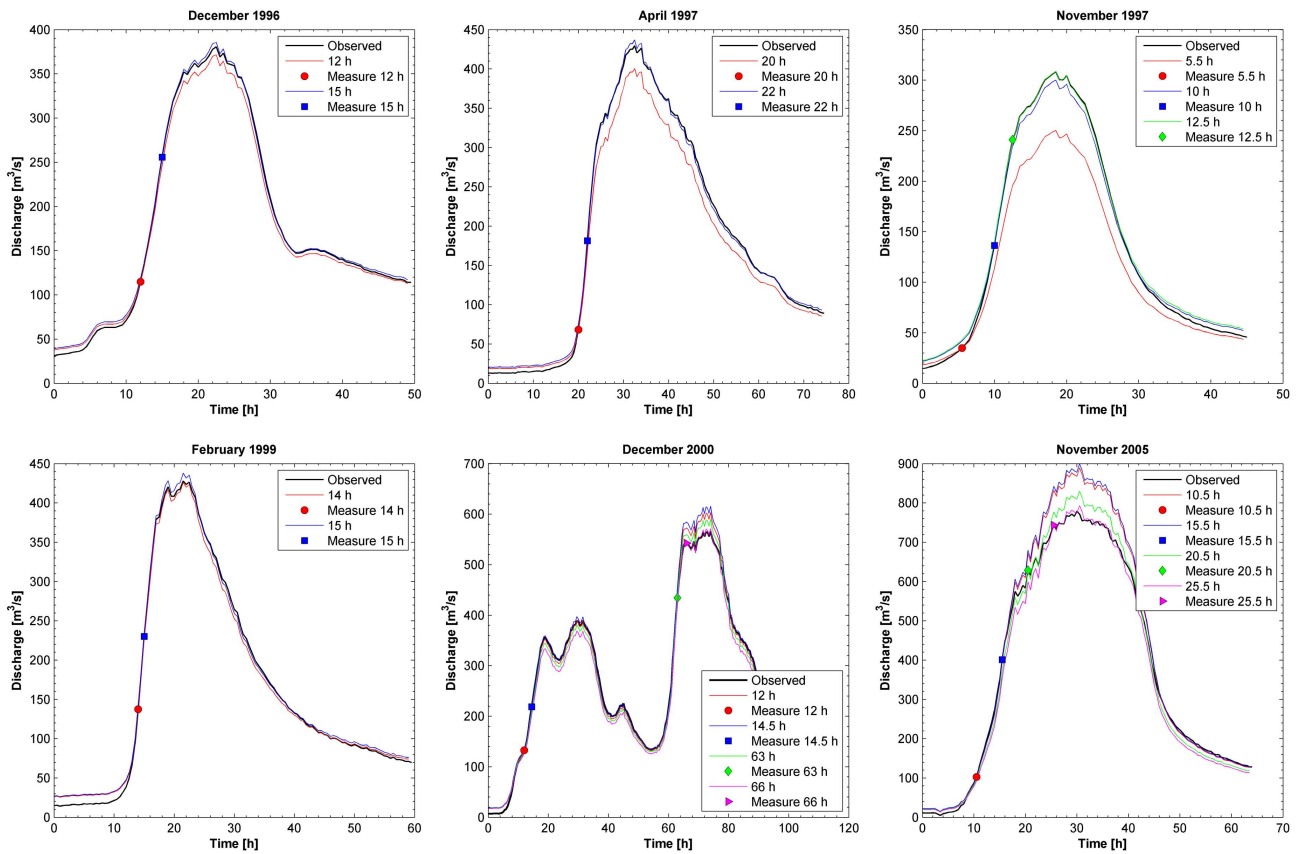 December 1996
400
350
300
250
200
150
100
50
0
Discharge [m³/s]
0 10 20 30 40 50
Time [h]
Observed
12 h
Measure 12 h
15 h
Measure 15 h
April 1997
450
400
350
300
250
200
150
100
50
0
Discharge [m³/s]
0 10 20 30 40 50 60 70 80
Time [h]
Observed
20 h
Measure 20 h
22 h
Measure 22 h
November 1997
350
300
250
200
150
100
50
0
Discharge [m³/s]
0 10 20 30 40 50
Time [h]
Observed
5.5 h
Measure 5.5 h
10 h
Measure 10 h
12.5 h
Measure 12.5 h
February 1999
450
400
350
300
250
200
150
100
50
0
Discharge [m³/s]
0 10 20 30 40 50 60
Time [h]
Observed
14 h
Measure 14 h
15 h
Measure 15 h
December 2000
700
600
500
400
300
200
100
0
Discharge [m³/s]
0 20 40 60 80 100 120
Time [h]
Observed
12 h
Measure 12 h
14.5 h
Measure 14.5 h
63 h
Measure 63 h
66 h
Measure 66 h
November 2005
900
800
700
600
500
400
300
200
100
0
Discharge [m³/s]
0 10 20 30 40 50 60 70
Time [h]
Observed
10.5 h
Measure 10.5 h
15.5 h
Measure 15.5 h
20.5 h
Measure 20.5 h
25.5 h
Measure 25.5 h